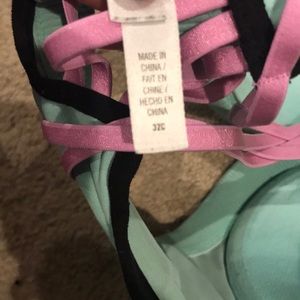 MADE IN
CHINA /
FAIT EN
CHINE /
HECHO EN
CHINA
32C